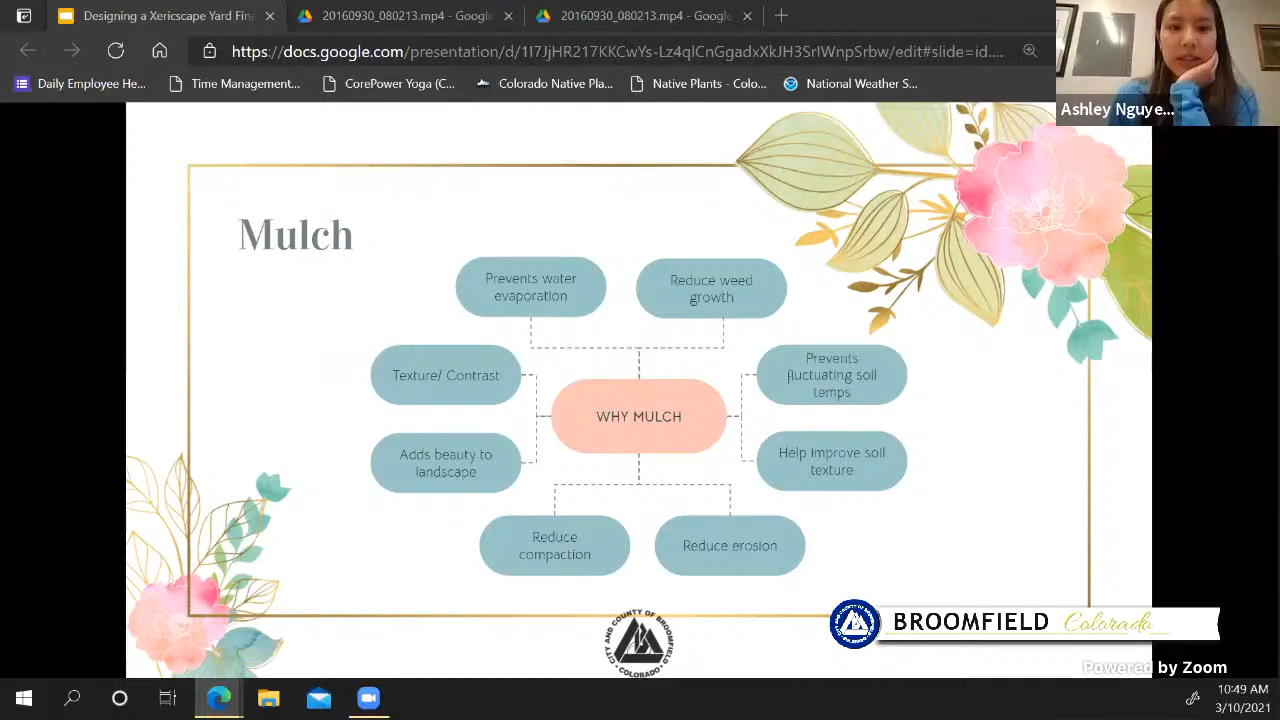 Designing a Xericscape Yard Fin
20160930_080213.mp4 - Google
20160930_080213.mp4 - Google
https://docs.google.com/presentation/d/1I7JjHR217KKCwYs-Lz4qlCnGgadxXkJH3SrIWnpSrbw/edit#slide=id....
Daily Employee He...
Time Management...
CorePower Yoga (C...
Colorado Native Pla...
Native Plants - Colo...
National Weather S...
Ashley Nguye...
Mulch
Prevents water
evaporation
Reduce weed
growth
Texture/ Contrast
Prevents
fluctuating soil
temps
WHY MULCH
Adds beauty to
landscape
Help improve soil
texture
Reduce
compaction
Reduce erosion
CITY AND COUNTY OF BROOMFIELD
COLORADO
BROOMFIELD Colorado
Powered by Zoom
10:49 AM
3/10/2021